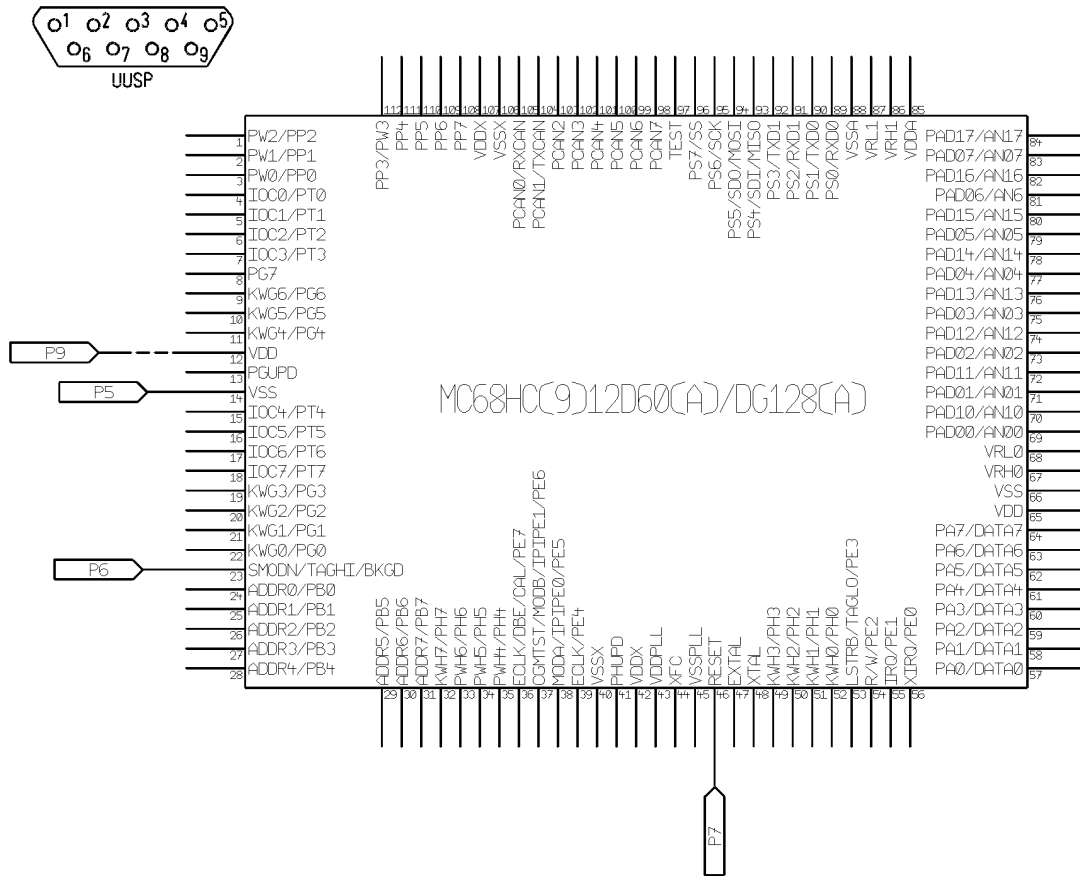 1 2 3 4 5
6 7 8 9
UUSP
112 111 110 109 108 107 106 105 104 103 102 101 100 99 98 97 96 95 94 93 92 91 90 89 88 87 86 85
PP3/PW3
PP4
PP5
PP6
PP7
VDDX
VSSX
PCAN0/RXCAN
PCAN1/TXCAN
PCAN2
PCAN3
PCAN4
PCAN5
PCAN6
PCAN7
TEST
PS7/SS
PS6/SCK
PS5/SDO/MOSI
PS4/SDI/MISO
PS3/TXD1
PS2/RXD1
PS1/TXD0
PS0/RXD0
VSSA
VRL1
VRH1
VDDA
1 PW2/PP2
2 PW1/PP1
3 PW0/PP0
4 IOC0/PT0
5 IOC1/PT1
6 IOC2/PT2
7 IOC3/PT3
8 PG7
9 KWG6/PG6
10 KWG5/PG5
11 KWG4/PG4
P9 12 VDD
13 PGUPD
P5 14 VSS
15 IOC4/PT4
16 IOC5/PT5
17 IOC6/PT6
18 IOC7/PT7
19 KWG3/PG3
20 KWG2/PG2
21 KWG1/PG1
22 KWG0/PG0
P6 23 SMODN/TAGHI/BKGD
24 ADDR0/PB0
25 ADDR1/PB1
26 ADDR2/PB2
27 ADDR3/PB3
28 ADDR4/PB4
MC68HC(9)12D60(A)/DG128(A)
PAD17/AN17 84
PAD07/AN07 83
PAD16/AN16 82
PAD06/AN6 81
PAD15/AN15 80
PAD05/AN05 79
PAD14/AN14 78
PAD04/AN04 77
PAD13/AN13 76
PAD03/AN03 75
PAD12/AN12 74
PAD02/AN02 73
PAD11/AN11 72
PAD01/AN01 71
PAD10/AN10 70
PAD00/AN00 69
VRL0 68
VRH0 67
VSS 66
VDD 65
PA7/DATA7 64
PA6/DATA6 63
PA5/DATA5 62
PA4/DATA4 61
PA3/DATA3 60
PA2/DATA2 59
PA1/DATA1 58
PA0/DATA0 57
ADDR5/PB5
ADDR6/PB6
ADDR7/PB7
KWH7/PH7
PWH6/PH6
PWH5/PH5
PWH4/PH4
ECLK/DBE/CAL/PE7
CGMTST/MODB/IPIPE1/PE6
MODA/IPIPE0/PE5
ECLK/PE4
VSSX
PHUPD
VDDX
VDDPLL
XFC
VSSPLL
RESET
EXTAL
XTAL
KWH3/PH3
KWH2/PH2
KWH1/PH1
KWH0/PH0
LSTRB/TAGLO/PE3
R/W/PE2
IRQ/PE1
XIRQ/PE0
29 30 31 32 33 34 35 36 37 38 39 40 41 42 43 44 45 46 47 48 49 50 51 52 53 54 55 56
P7